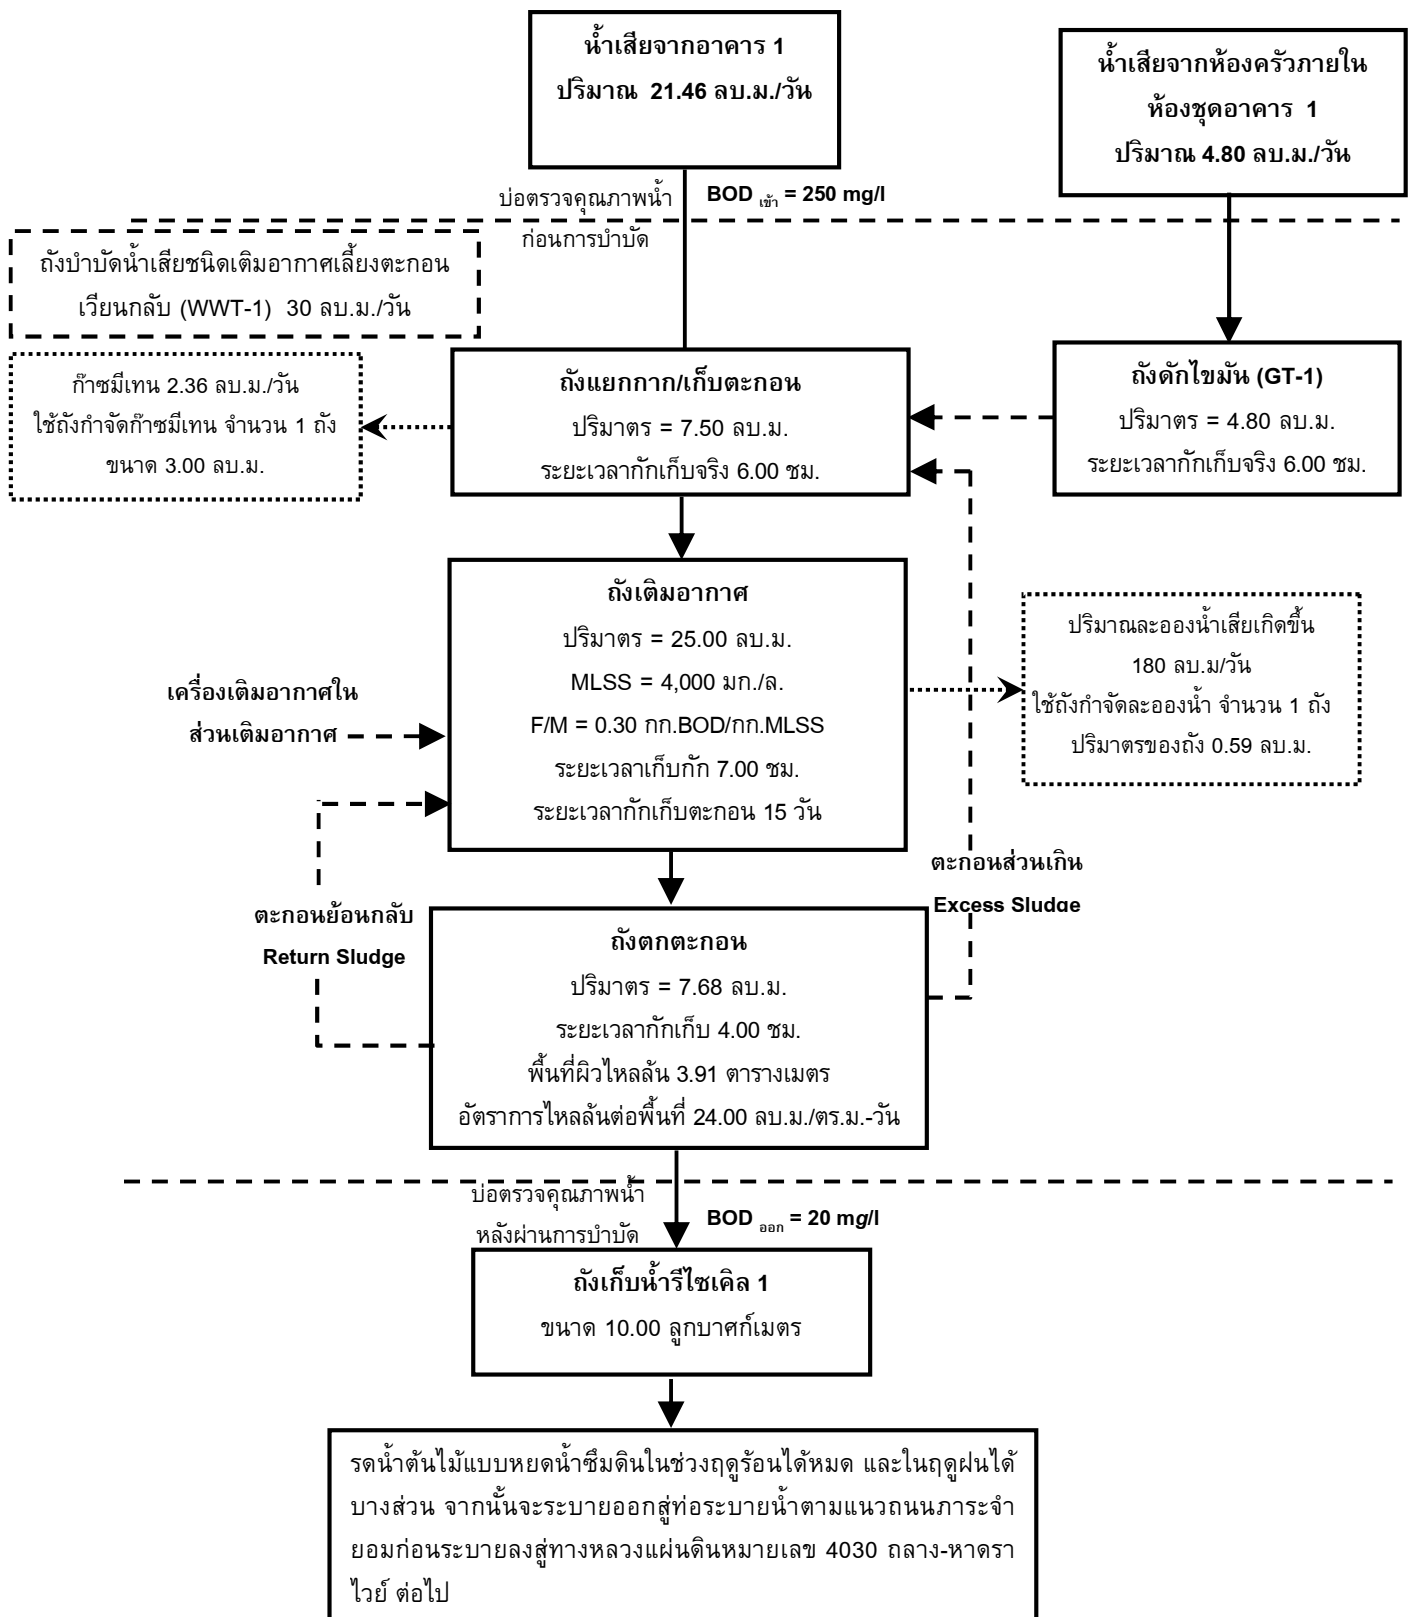 น้ำเสียจากอาคาร 1
ปริมาณ 21.46 ลบ.ม./วัน
น้ำเสียจากห้องครัวภายใน
ห้องชุดอาคาร 1
ปริมาณ 4.80 ลบ.ม./วัน
บ่อตรวจคุณภาพน้ำ
ก่อนการบำบัด
BOD เข้า = 250 mg/l
ถังบำบัดน้ำเสียชนิดเติมอากาศเลี้ยงตะกอน
เวียนกลับ (WWT-1) 30 ลบ.ม./วัน
ก๊าซมีเทน 2.36 ลบ.ม./วัน
ใช้ถังกำจัดก๊าซมีเทน จำนวน 1 ถัง
ขนาด 3.00 ลบ.ม.
ถังแยกกาก/เก็บตะกอน
ปริมาตร = 7.50 ลบ.ม.
ระยะเวลากักเก็บจริง 6.00 ชม.
ถังดักไขมัน (GT-1)
ปริมาตร = 4.80 ลบ.ม.
ระยะเวลากักเก็บจริง 6.00 ชม.
ถังเติมอากาศ
ปริมาตร = 25.00 ลบ.ม.
MLSS = 4,000 มก./ล.
F/M = 0.30 กก.BOD/กก.MLSS
ระยะเวลาเก็บกัก 7.00 ชม.
ระยะเวลากักเก็บตะกอน 15 วัน
เครื่องเติมอากาศใน
ส่วนเติมอากาศ
ปริมาณละอองน้ำเสียเกิดขึ้น
180 ลบ.ม/วัน
ใช้ถังกำจัดละอองน้ำ จำนวน 1 ถัง
ปริมาตรของถัง 0.59 ลบ.ม.
ตะกอนส่วนเกิน
Excess Sludge
ตะกอนย้อนกลับ
Return Sludge
ถังตกตะกอน
ปริมาตร = 7.68 ลบ.ม.
ระยะเวลากักเก็บ 4.00 ชม.
พื้นที่ผิวไหลล้น 3.91 ตารางเมตร
อัตราการไหลล้นต่อพื้นที่ 24.00 ลบ.ม./ตร.ม.-วัน
บ่อตรวจคุณภาพน้ำ
หลังผ่านการบำบัด
BOD ออก = 20 mg/l
ถังเก็บน้ำรีไซเคิล 1
ขนาด 10.00 ลูกบาศก์เมตร
รดน้ำต้นไม้แบบหยดน้ำซึมดินในช่วงฤดูร้อนได้หมด และในฤดูฝนได้
บางส่วน จากนั้นจะระบายออกสู่ท่อระบายน้ำตามแนวถนนภาระจำ
ยอมก่อนระบายลงสู่ทางหลวงแผ่นดินหมายเลข 4030 ถลาง-หาดรา
ไวย์ ต่อไป